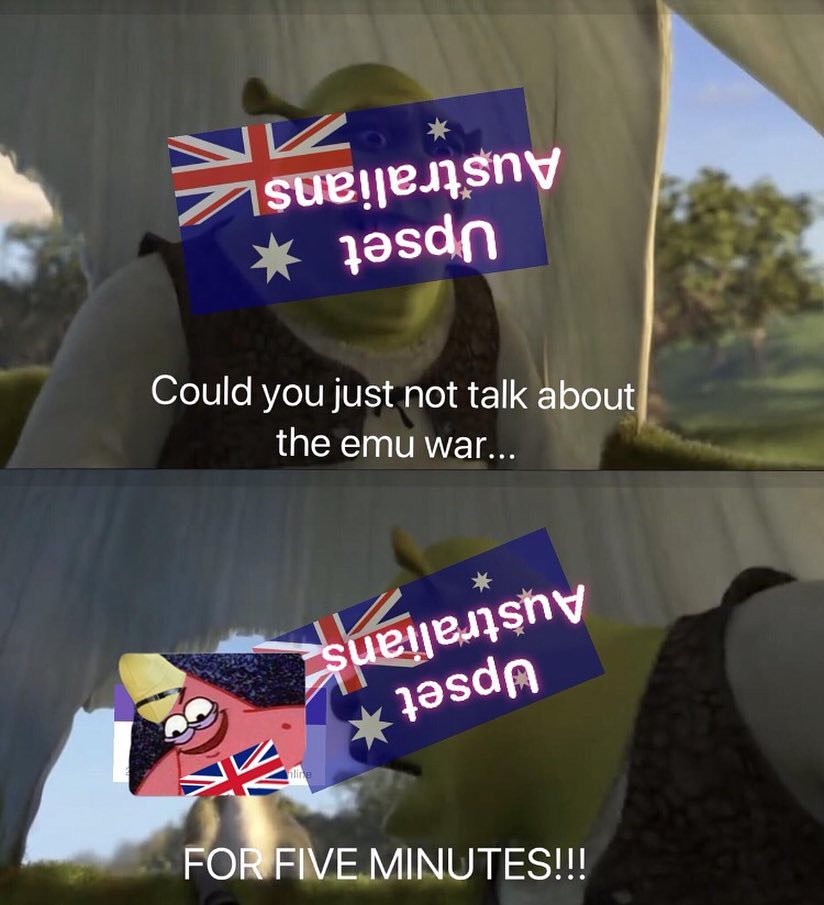 Upset
Australians
Could you just not talk about
the emu war...
Upset
Australians
FOR FIVE MINUTES!!!